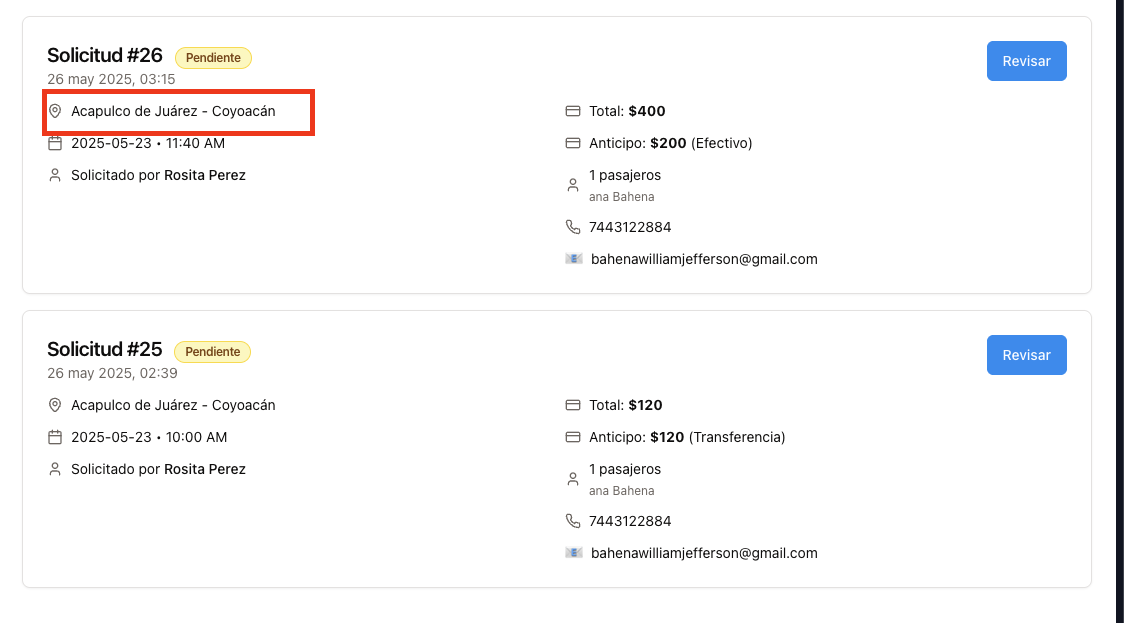 Solicitud #26 Pendiente
Revisar
26 may 2025, 03:15
Acapulco de Juárez - Coyoacán
2025-05-23 • 11:40 AM
Solicitado por Rosita Perez
Total: $400
Anticipo: $200 (Efectivo)
1 pasajeros
ana Bahena
7443122884
bahenawilliamjefferson@gmail.com
Solicitud #25 Pendiente
Revisar
26 may 2025, 02:39
Acapulco de Juárez - Coyoacán
2025-05-23 • 10:00 AM
Solicitado por Rosita Perez
Total: $120
Anticipo: $120 (Transferencia)
1 pasajeros
ana Bahena
7443122884
bahenawilliamjefferson@gmail.com